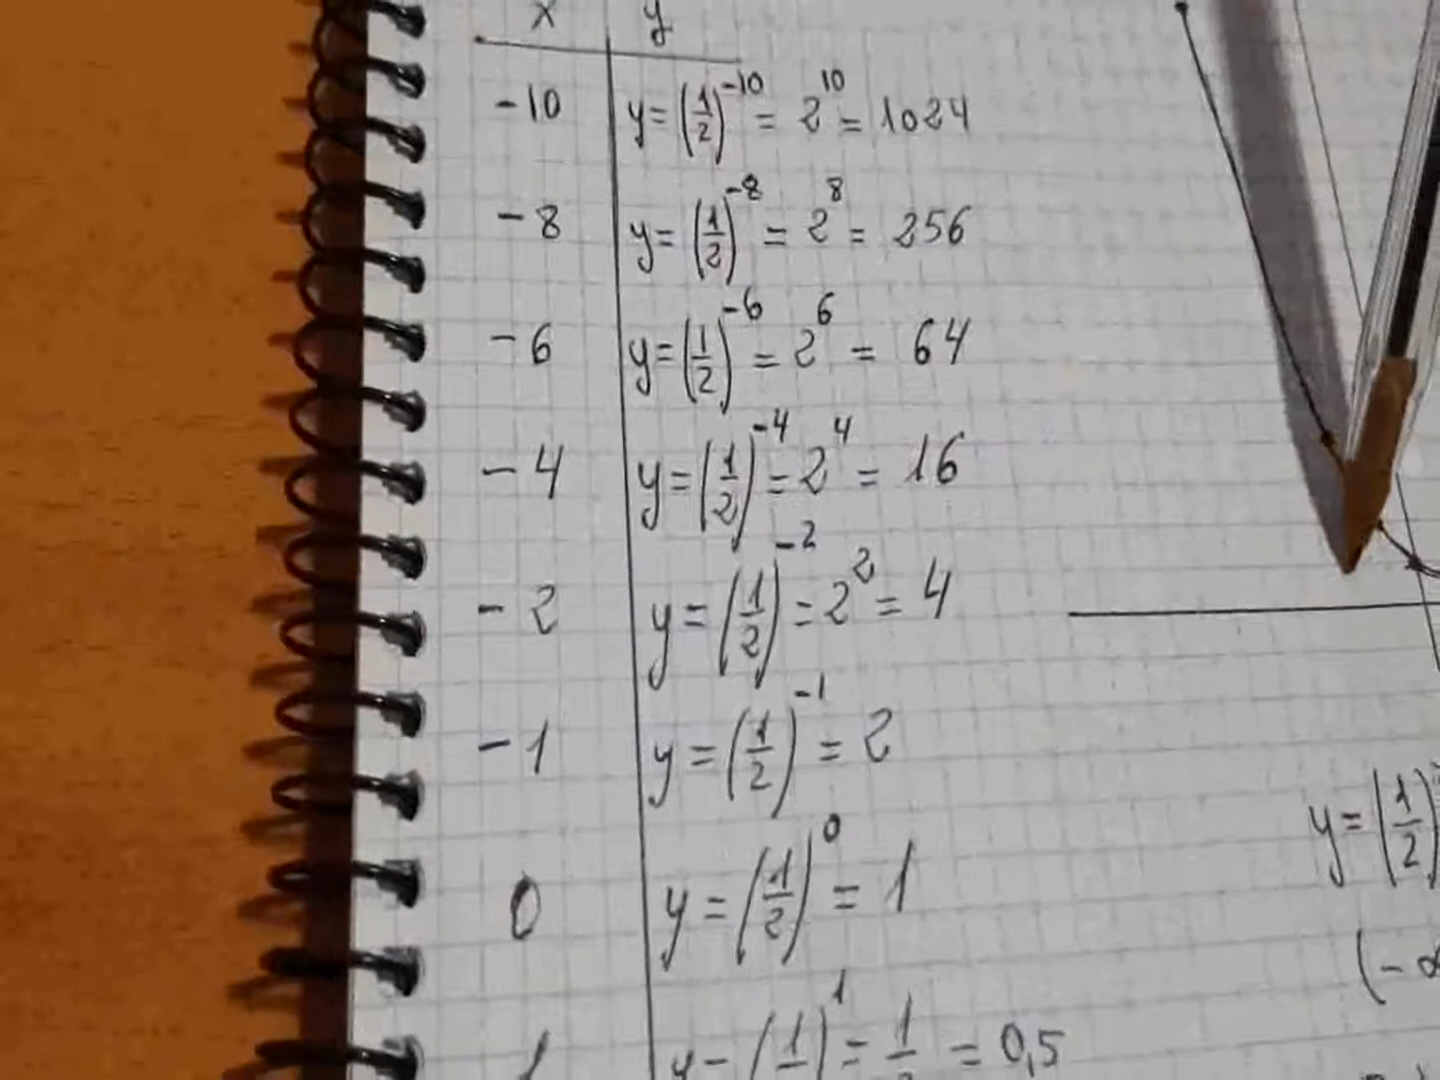 x y
-10 y=(1/2)^-10 = 2^10 = 1024
-8 y=(1/2)^-8 = 2^8 = 256
-6 y=(1/2)^-6 = 2^6 = 64
-4 y=(1/2)^-4 = 2^4 = 16
-2 y=(1/2)^-2 = 2^2 = 4
-1 y=(1/2)^-1 = 2
0 y=(1/2)^0 = 1
y=(1/2)
(-∞